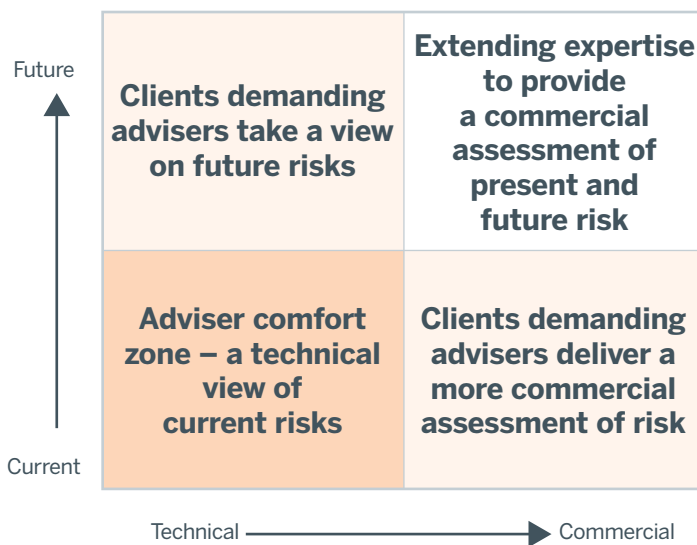 Future
Clients demanding
advisers take a view
on future risks
Extending expertise
to provide
a commercial
assessment of
present and
future risk
Adviser comfort
zone – a technical
view of
current risks
Clients demanding
advisers deliver a
more commercial
assessment of risk
Current
Technical
Commercial